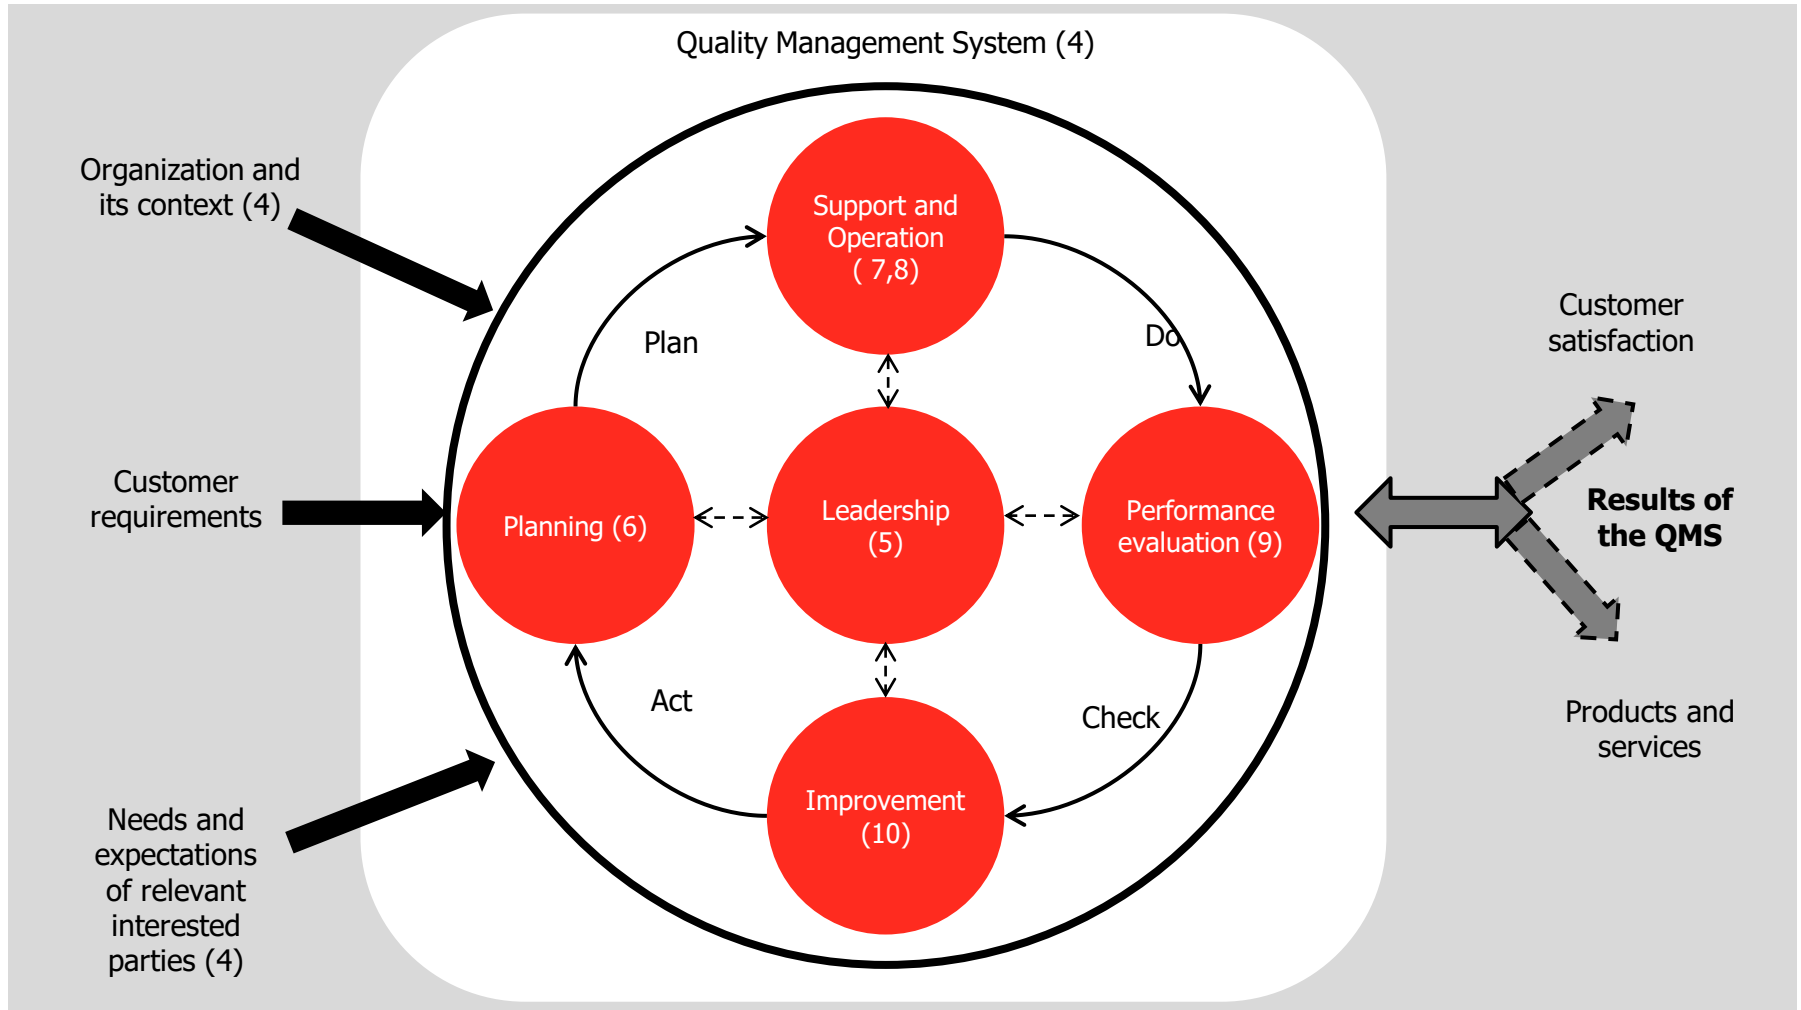 Quality Management System (4)
Organization and
its context (4)
Support and
Operation
( 7,8)
Customer
satisfaction
Plan
Do
Customer
requirements
Planning (6)
Leadership
(5)
Performance
evaluation (9)
Results of
the QMS
Act
Check
Products and
services
Improvement
(10)
Needs and
expectations
of relevant
interested
parties (4)